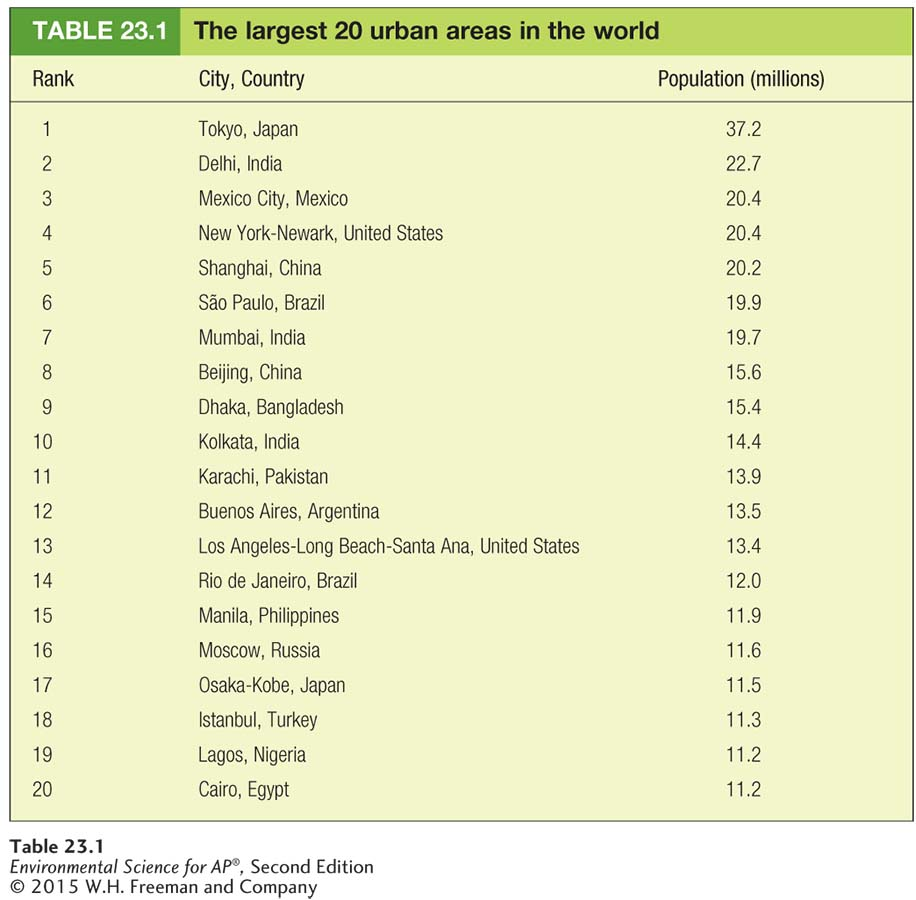 TABLE 23.1 The largest 20 urban areas in the world
Rank City, Country Population (millions)
1 Tokyo, Japan 37.2
2 Delhi, India 22.7
3 Mexico City, Mexico 20.4
4 New York-Newark, United States 20.4
5 Shanghai, China 20.2
6 São Paulo, Brazil 19.9
7 Mumbai, India 19.7
8 Beijing, China 15.6
9 Dhaka, Bangladesh 15.4
10 Kolkata, India 14.4
11 Karachi, Pakistan 13.9
12 Buenos Aires, Argentina 13.5
13 Los Angeles-Long Beach-Santa Ana, United States 13.4
14 Rio de Janeiro, Brazil 12.0
15 Manila, Philippines 11.9
16 Moscow, Russia 11.6
17 Osaka-Kobe, Japan 11.5
18 Istanbul, Turkey 11.3
19 Lagos, Nigeria 11.2
20 Cairo, Egypt 11.2
Table 23.1
Environmental Science for AP®, Second Edition
© 2015 W.H. Freeman and Company